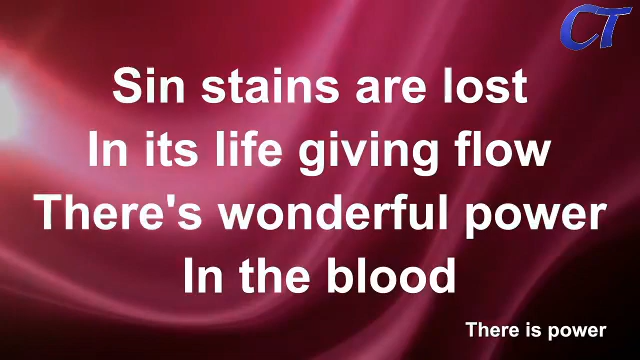 CT
Sin stains are lost
In its life giving flow
There's wonderful power
In the blood
There is power